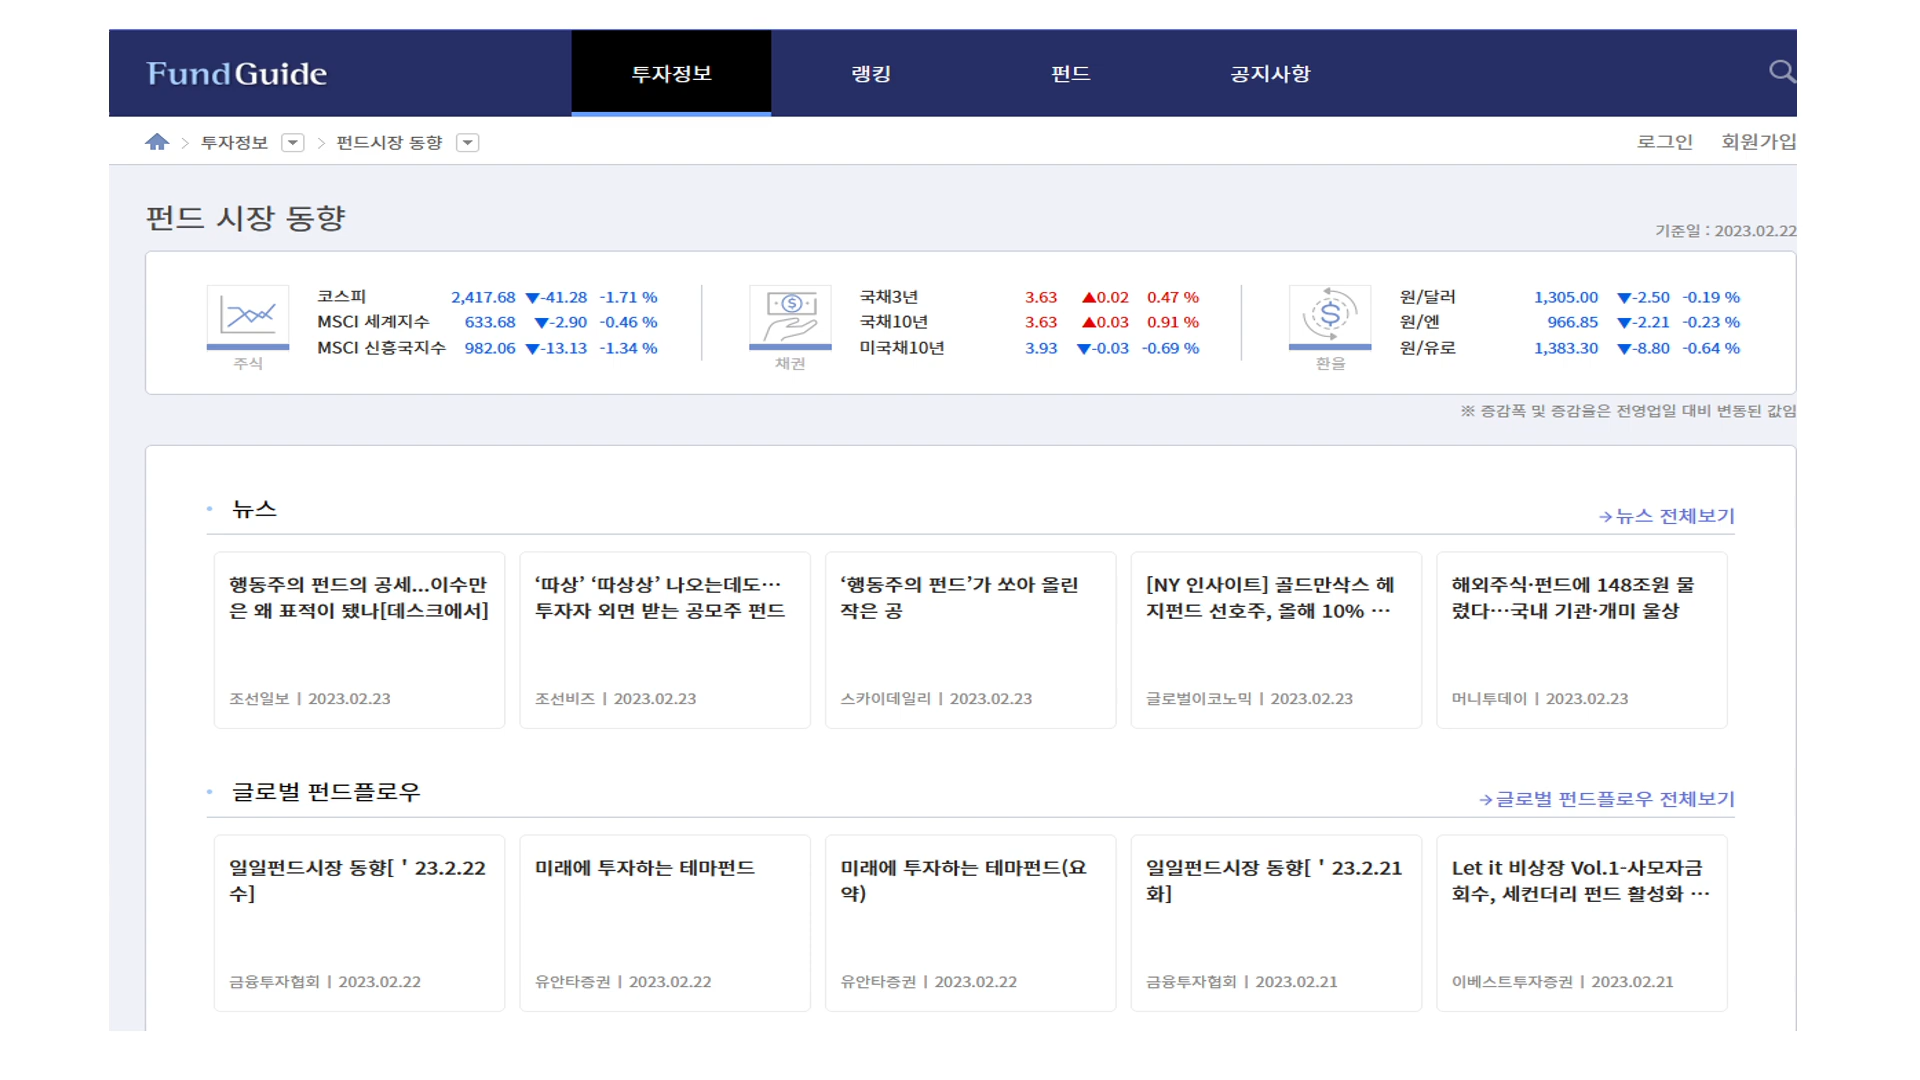 FundGuide
투자정보
랭킹
펀드
공지사항
> 투자정보 > 펀드시장 동향
로그인 회원가입
펀드 시장 동향
기준일 : 2023.02.22
주식
코스피 2,417.68 ▼-41.28 -1.71 %
MSCI 세계지수 633.68 ▼-2.90 -0.46 %
MSCI 신흥국지수 982.06 ▼-13.13 -1.34 %
채권
국채3년 3.63 ▲0.02 0.47 %
국채10년 3.63 ▲0.03 0.91 %
미국채10년 3.93 ▼-0.03 -0.69 %
환율
원/달러 1,305.00 ▼-2.50 -0.19 %
원/엔 966.85 ▼-2.21 -0.23 %
원/유로 1,383.30 ▼-8.80 -0.64 %
※ 증감폭 및 증감율은 전영업일 대비 변동된 값임
뉴스
→뉴스 전체보기
행동주의 펀드의 공세...이수만
은 왜 표적이 됐나[데스크에서]
조선일보 | 2023.02.23
‘따상’ ‘따상상’ 나오는데도…
투자자 외면 받는 공모주 펀드
조선비즈 | 2023.02.23
‘행동주의 펀드’가 쏘아 올린
작은 공
스카이데일리 | 2023.02.23
[NY 인사이트] 골드만삭스 헤
지펀드 선호주, 올해 10% …
글로벌이코노믹 | 2023.02.23
해외주식·펀드에 148조원 물
렸다…국내 기관·개미 울상
머니투데이 | 2023.02.23
글로벌 펀드플로우
→글로벌 펀드플로우 전체보기
일일펀드시장 동향[ ' 23.2.22
수]
금융투자협회 | 2023.02.22
미래에 투자하는 테마펀드
유안타증권 | 2023.02.22
미래에 투자하는 테마펀드(요
약)
유안타증권 | 2023.02.22
일일펀드시장 동향[ ' 23.2.21
화]
금융투자협회 | 2023.02.21
Let it 비상장 Vol.1-사모자금
회수, 세컨더리 펀드 활성화 …
이베스트투자증권 | 2023.02.21